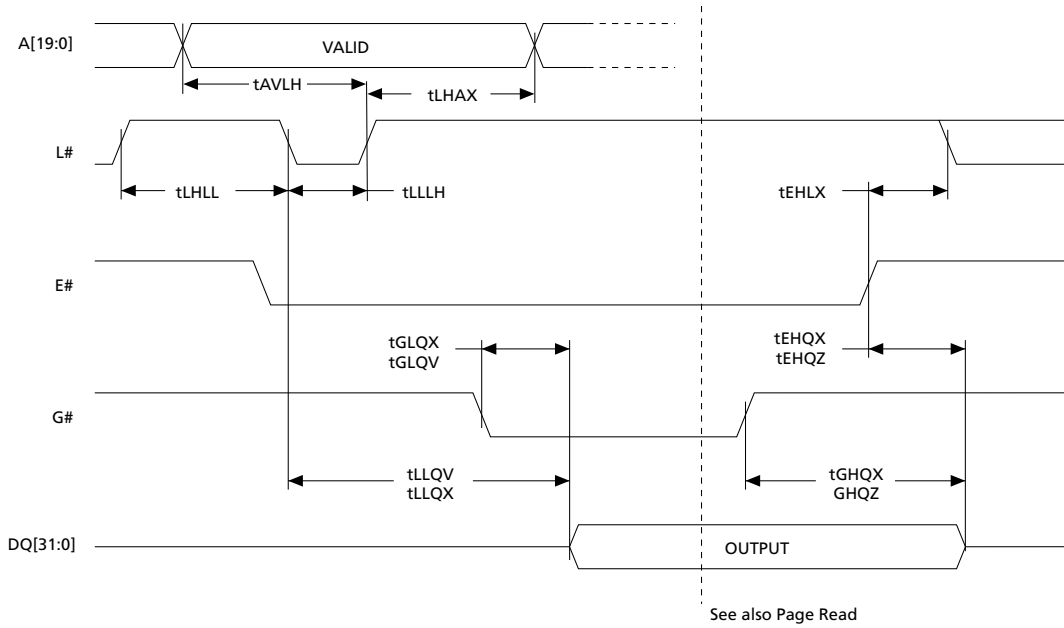 A[19:0]
VALID
tAVLH
tLHAX
L#
tLHLL
tLLLH
tEHLX
E#
tGLQX
tGLQV
tEHQX
tEHQZ
G#
tLLQV
tLLQX
tGHQX
GHQZ
DQ[31:0]
OUTPUT
See also Page Read